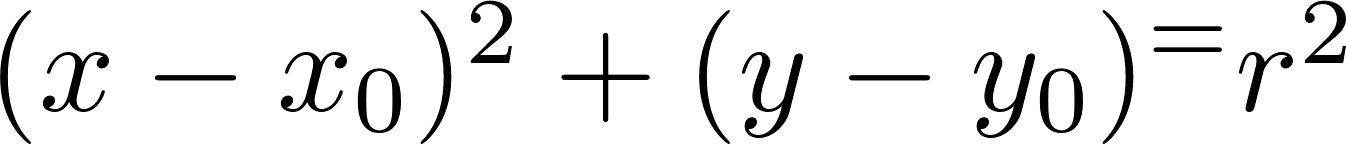 (x − x₀)² + (y − y₀)⁼r²